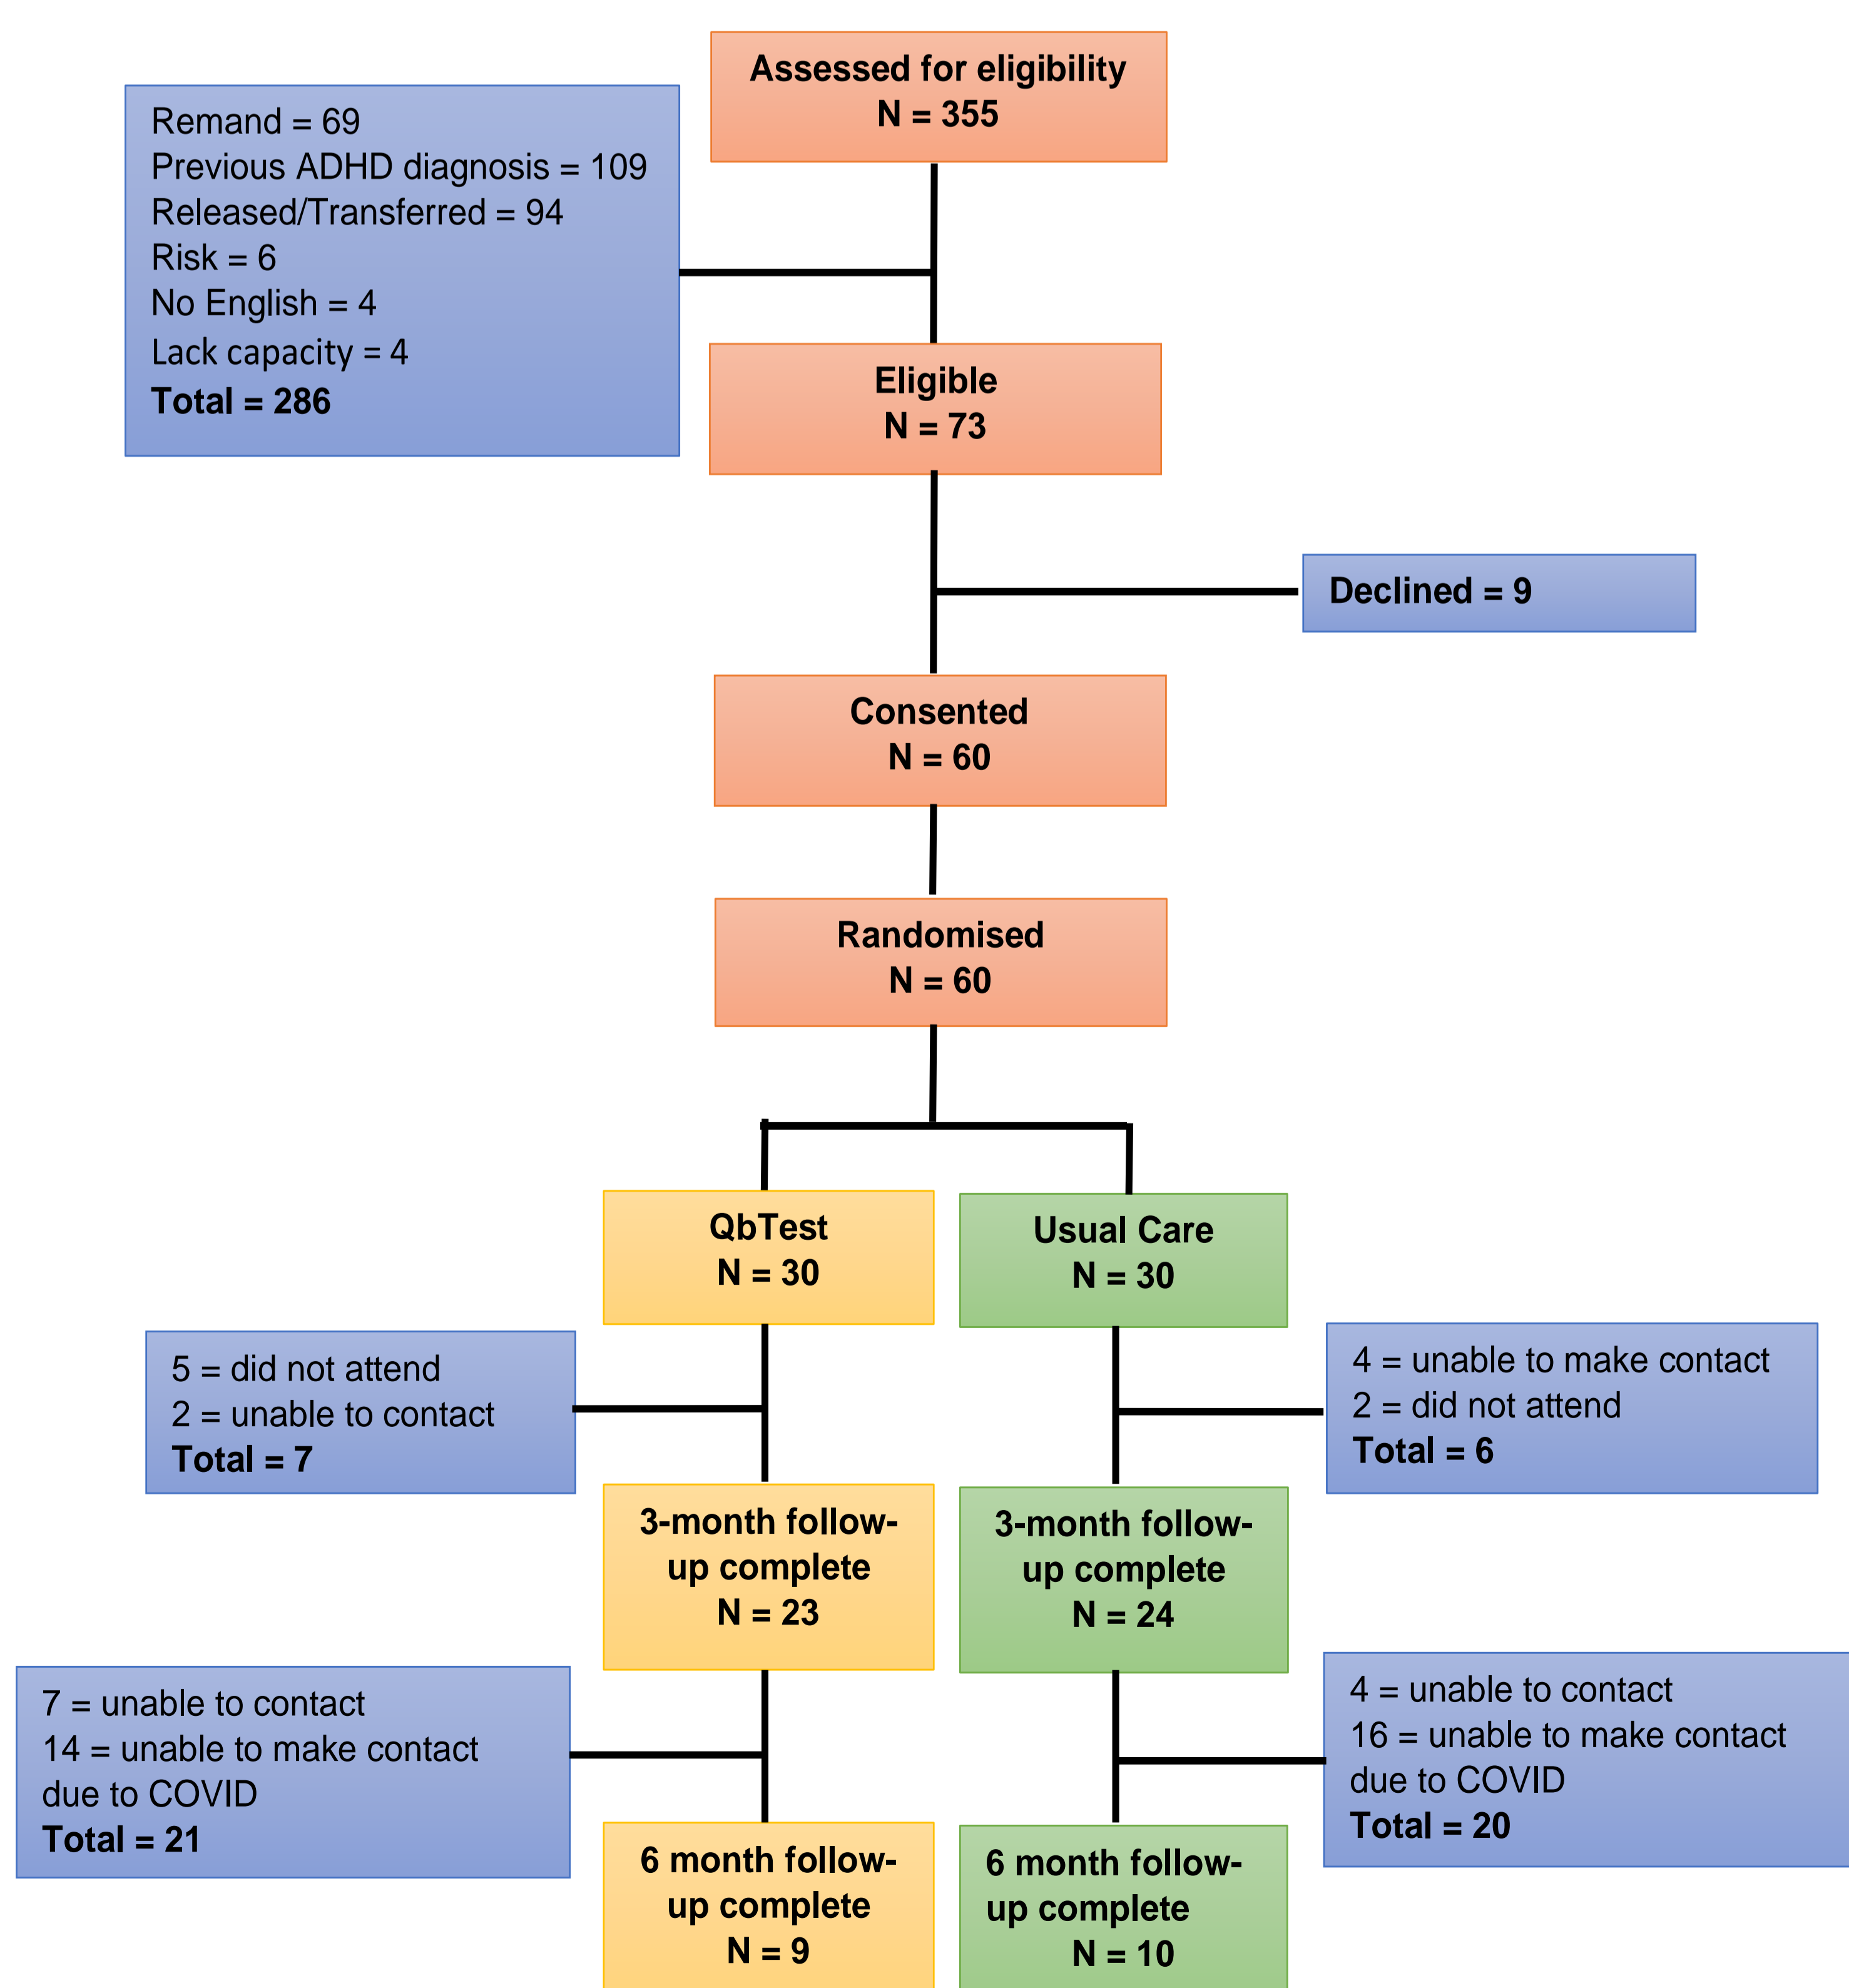 Assessed for eligibility
N = 355
Remand = 69
Previous ADHD diagnosis = 109
Released/Transferred = 94
Risk = 6
No English = 4
Lack capacity = 4
Total = 286
Eligible
N = 73
Declined = 9
Consented
N = 60
Randomised
N = 60
QbTest
N = 30
Usual Care
N = 30
5 = did not attend
2 = unable to contact
Total = 7
4 = unable to make contact
2 = did not attend
Total = 6
3-month follow-
up complete
N = 23
3-month follow-
up complete
N = 24
7 = unable to contact
14 = unable to make contact
due to COVID
Total = 21
4 = unable to contact
16 = unable to make contact
due to COVID
Total = 20
6 month follow-
up complete
N = 9
6 month follow-
up complete
N = 10